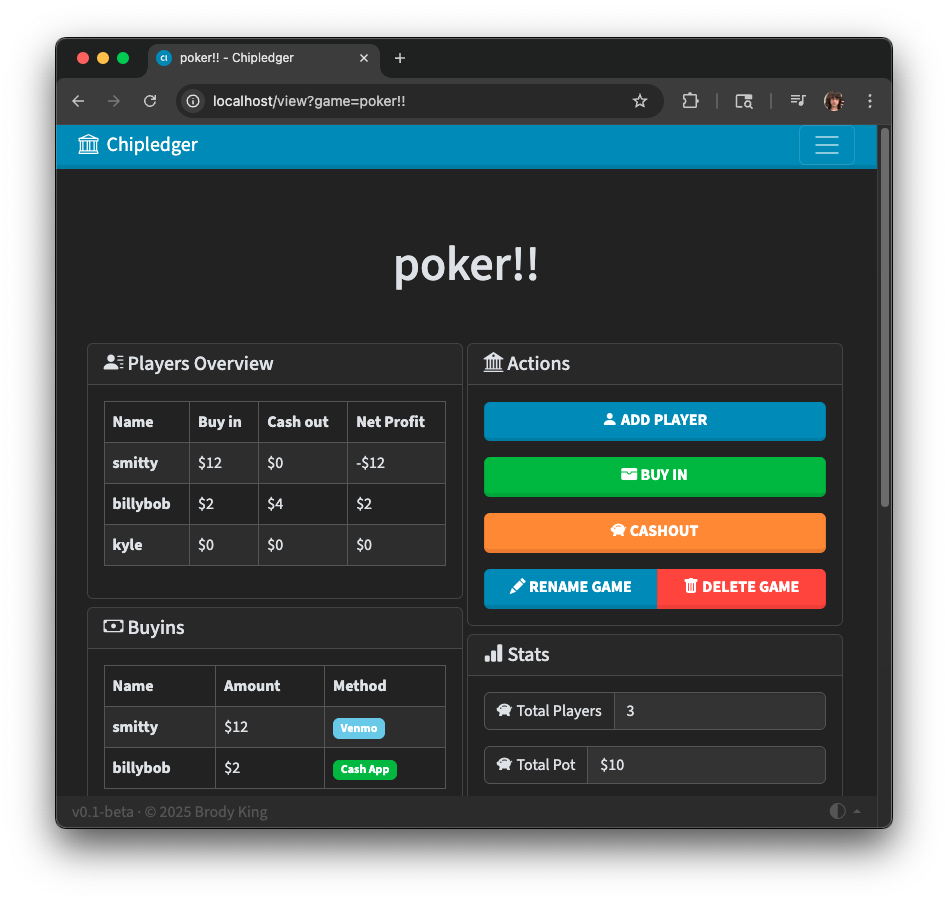 Cl poker!! - Chipledger
localhost/view?game=poker!!
Chipledger
poker!!
Players Overview
Name Buy in Cash out Net Profit
smitty $12 $0 -$12
billybob $2 $4 $2
kyle $0 $0 $0
Buyins
Name Amount Method
smitty $12 Venmo
billybob $2 Cash App
Actions
ADD PLAYER
BUY IN
CASHOUT
RENAME GAME DELETE GAME
Stats
Total Players 3
Total Pot $10
v0.1-beta · © 2025 Brody King